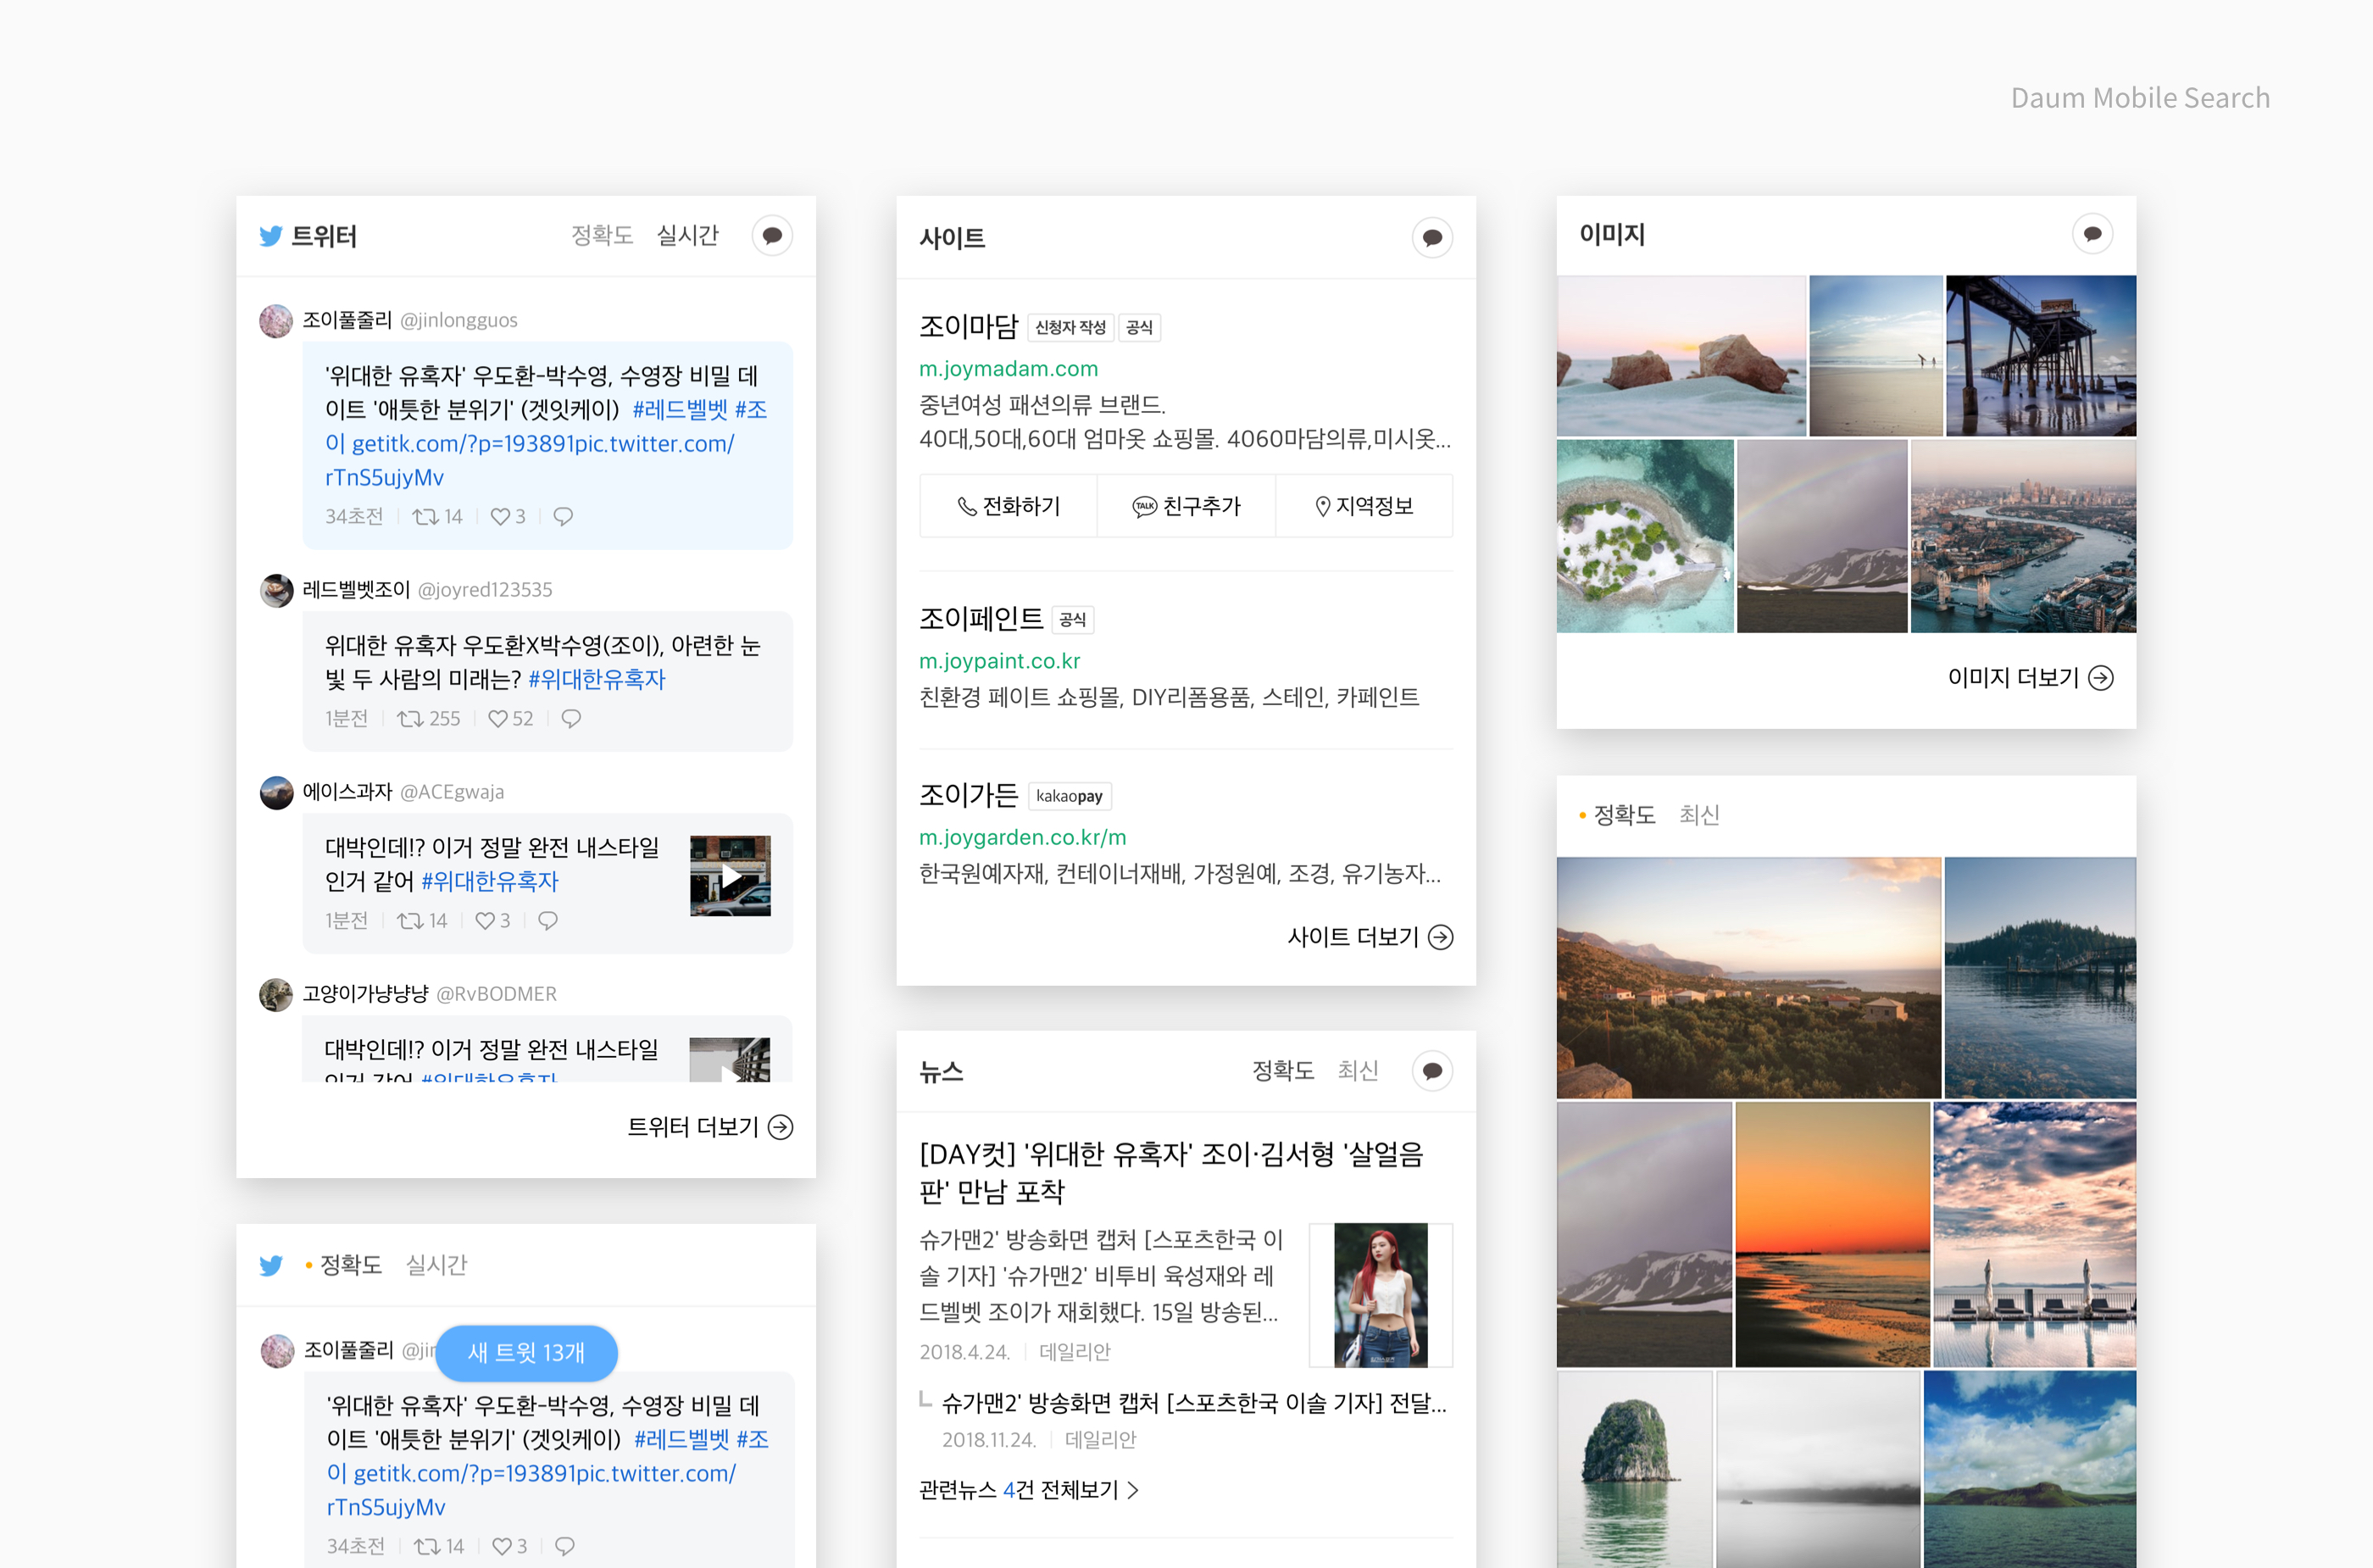 Daum Mobile Search
트위터
정확도 실시간
조이풀줄리 @jinlongguos
'위대한 유혹자' 우도환-박수영, 수영장 비밀 데
이트 '애틋한 분위기' (겟잇케이) #레드벨벳 #조
이 getitk.com/?p=193891pic.twitter.com/
rTnS5ujyMv
34초전 14 3
레드벨벳조이 @joyred123535
위대한 유혹자 우도환X박수영(조이), 아련한 눈
빛 두 사람의 미래는? #위대한유혹자
1분전 255 52
에이스과자 @ACEgwaja
대박인데!? 이거 정말 완전 내스타일
인거 같어 #위대한유혹자
1분전 14 3
고양이가냥냥냥 @RvBODMER
대박인데!? 이거 정말 완전 내스타일
인거 같어 #위대한유혹자
트위터 더보기
정확도 실시간
새 트윗 13개
조이풀줄리 @jin
'위대한 유혹자' 우도환-박수영, 수영장 비밀 데
이트 '애틋한 분위기' (겟잇케이) #레드벨벳 #조
이 getitk.com/?p=193891pic.twitter.com/
rTnS5ujyMv
34초전 14 3
사이트
조이마담 신청자 작성 공식
m.joymadam.com
중년여성 패션의류 브랜드.
40대,50대,60대 엄마옷 쇼핑몰. 4060마담의류,미시옷...
전화하기 TALK 친구추가 지역정보
조이페인트 공식
m.joypaint.co.kr
친환경 페이트 쇼핑몰, DIY리폼용품, 스테인, 카페인트
조이가든 kakaopay
m.joygarden.co.kr/m
한국원예자재, 컨테이너재배, 가정원예, 조경, 유기농자...
사이트 더보기
뉴스
정확도 최신
[DAY컷] '위대한 유혹자' 조이·김서형 '살얼음
판' 만남 포착
슈가맨2' 방송화면 캡처 [스포츠한국 이
솔 기자] '슈가맨2' 비투비 육성재와 레
드벨벳 조이가 재회했다. 15일 방송된...
2018.4.24. 데일리안
슈가맨2' 방송화면 캡처 [스포츠한국 이솔 기자] 전달...
2018.11.24. 데일리안
관련뉴스 4건 전체보기
이미지
이미지 더보기
정확도 최신